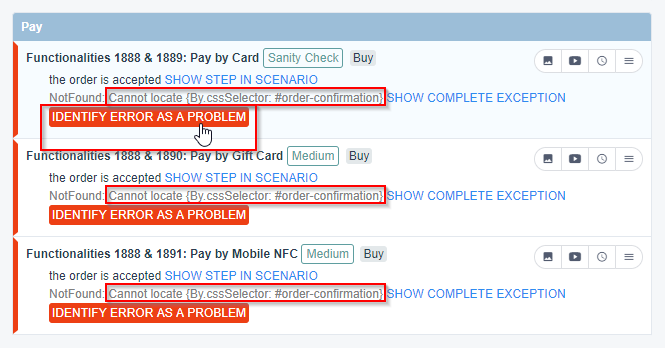 Pay
Functionalities 1888 & 1889: Pay by Card Sanity Check Buy
the order is accepted SHOW STEP IN SCENARIO
NotFound: Cannot locate {By.cssSelector: #order-confirmation} SHOW COMPLETE EXCEPTION
IDENTIFY ERROR AS A PROBLEM
Functionalities 1888 & 1890: Pay by Gift Card Medium Buy
the order is accepted SHOW STEP IN SCENARIO
NotFound: Cannot locate {By.cssSelector: #order-confirmation} SHOW COMPLETE EXCEPTION
IDENTIFY ERROR AS A PROBLEM
Functionalities 1888 & 1891: Pay by Mobile NFC Medium Buy
the order is accepted SHOW STEP IN SCENARIO
NotFound: Cannot locate {By.cssSelector: #order-confirmation} SHOW COMPLETE EXCEPTION
IDENTIFY ERROR AS A PROBLEM